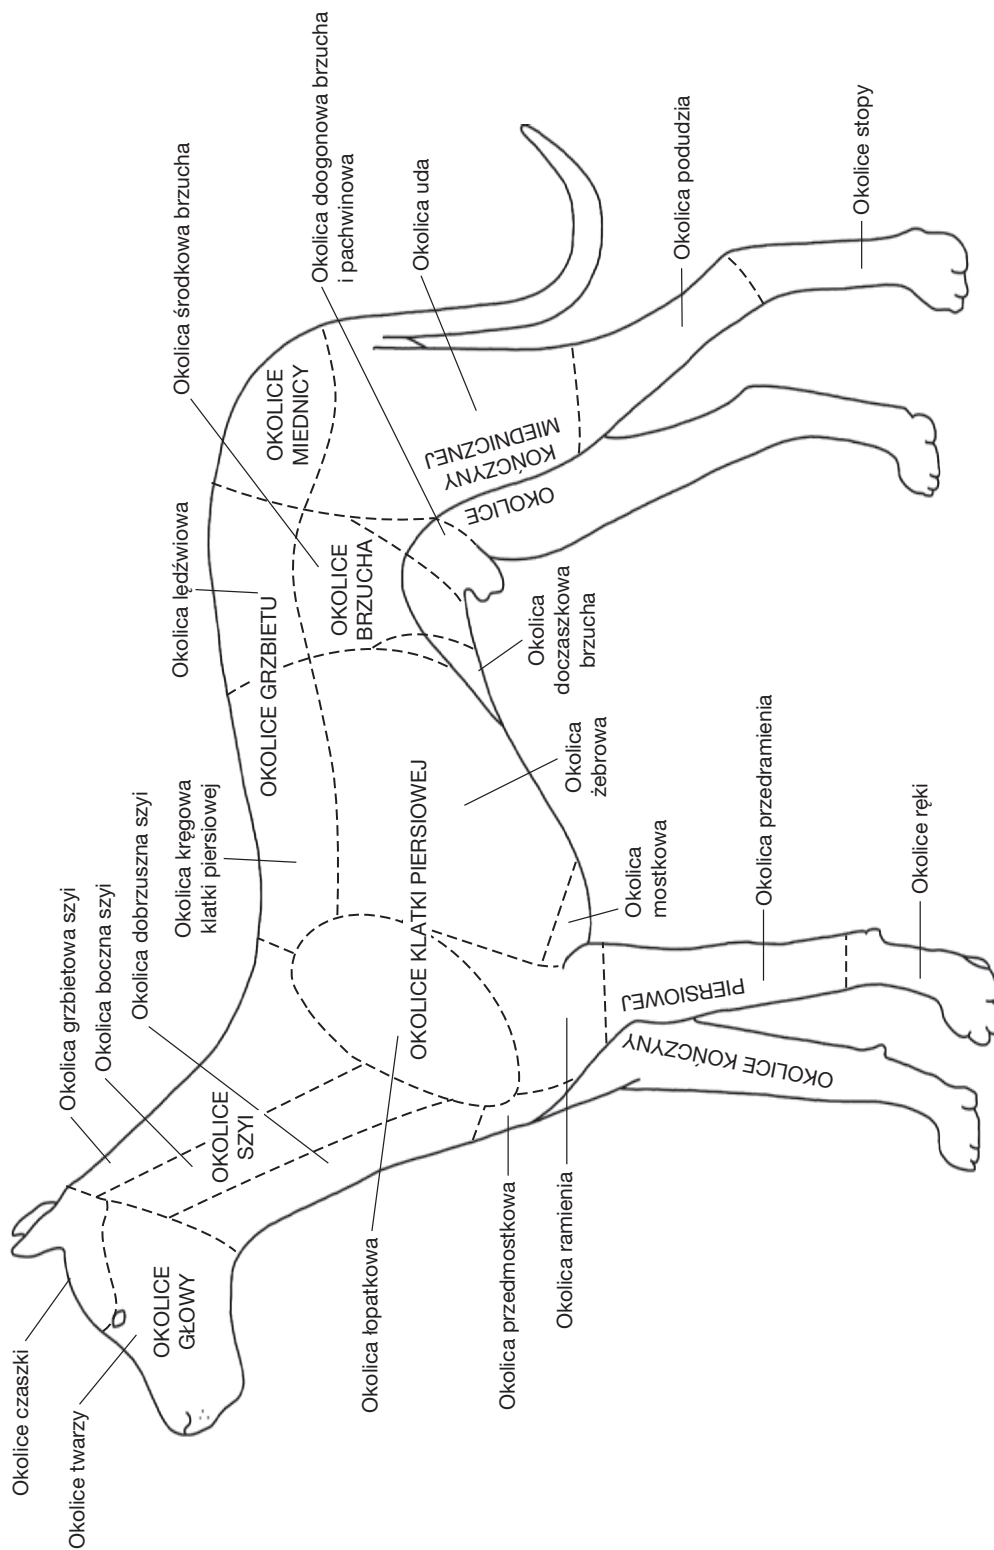 Okolice czaszki
Okolice twarzy
OKOLICE
GŁOWY
Okolica grzbietowa szyi
Okolica boczna szyi
Okolica dobrzuszna szyi
OKOLICE
SZYI
Okolica kręgowa
klatki piersiowej
Okolica lędźwiowa
OKOLICE GRZBIETU
Okolica środkowa brzucha
OKOLICE
MIEDNICY
OKOLICE
BRZUCHA
Okolica doogonowa brzucha
i pachwinowa
Okolica uda
OKOLICE
KOŃCZYNY
MIEDNICZNEJ
Okolica podudzia
Okolice stopy
Okolica łopatkowa
OKOLICE KLATKI PIERSIOWEJ
Okolica przedmostkowa
Okolica ramienia
Okolica
doczaszkowa
brzucha
Okolica
żebrowa
Okolica
mostkowa
Okolica przedramienia
Okolice ręki
OKOLICE KOŃCZYNY
PIERSIOWEJ